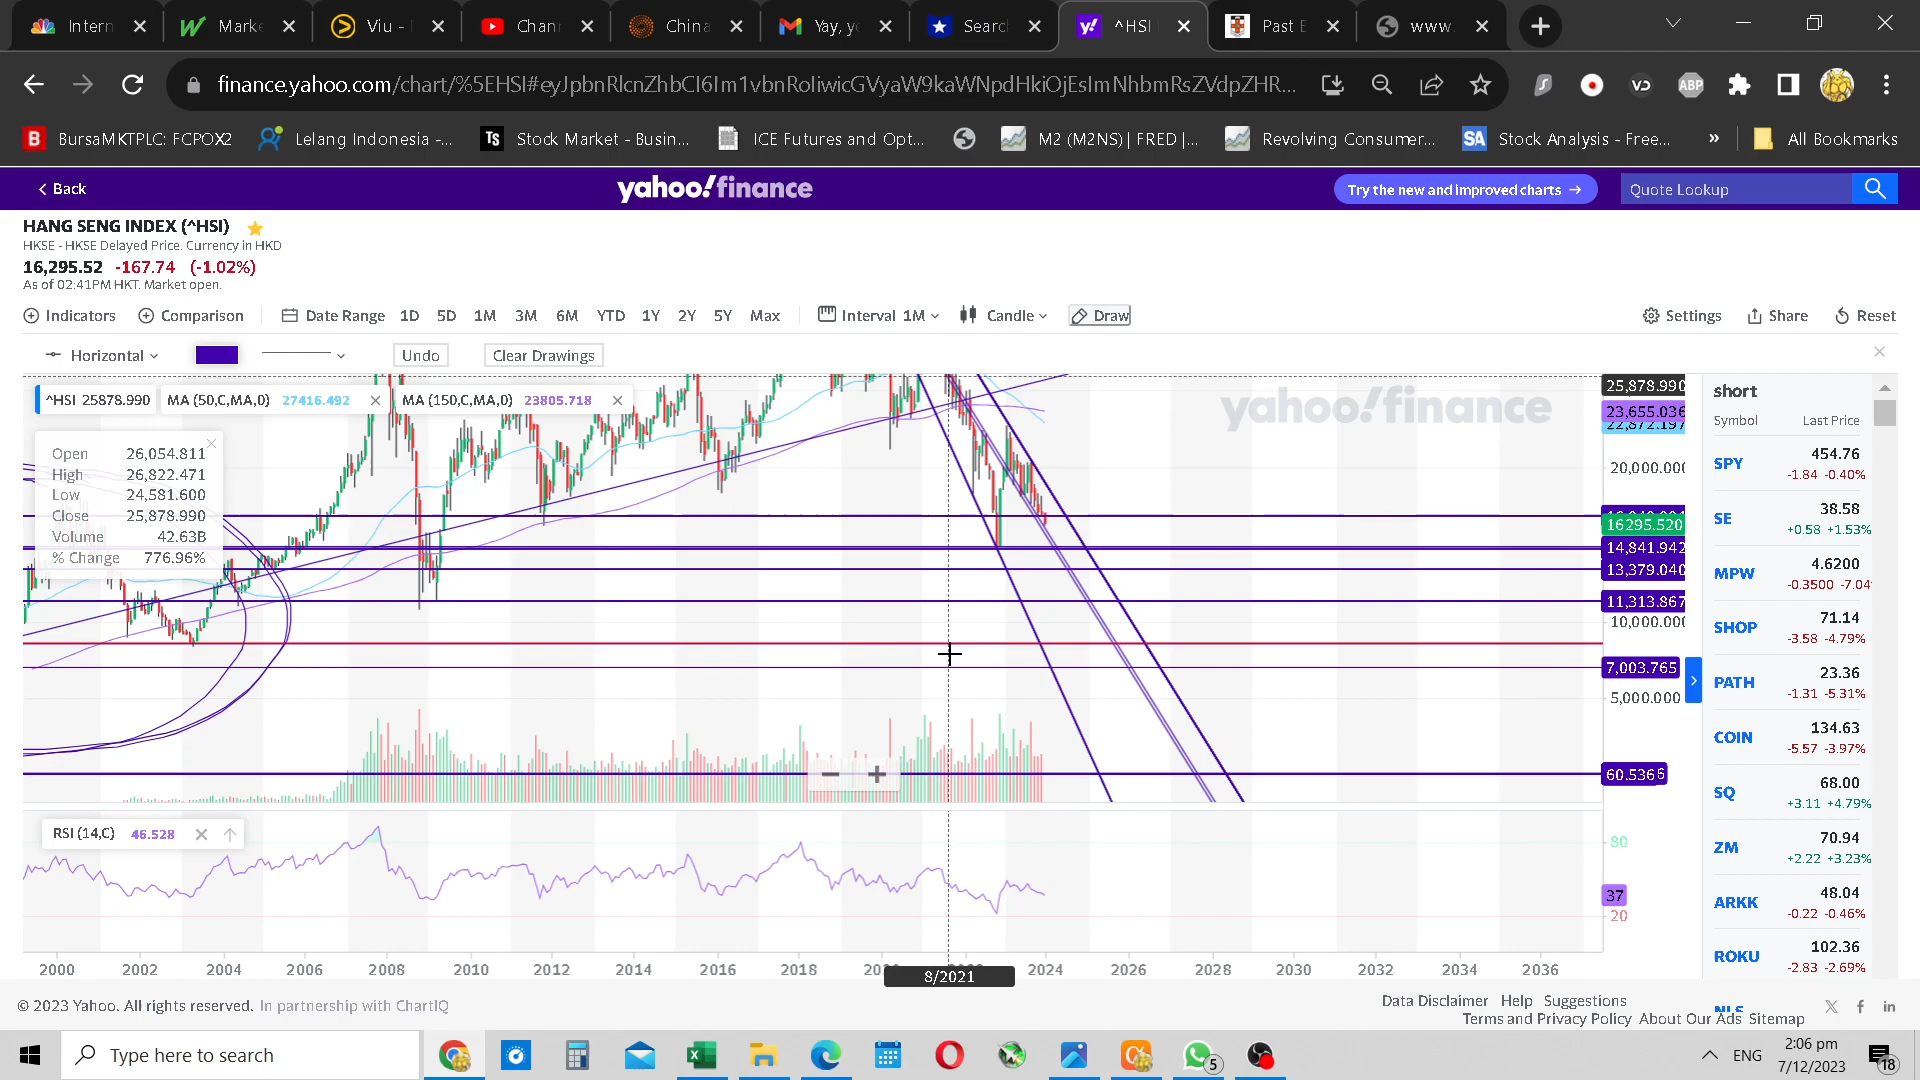 Intern
Marke
Viu -
Chann
China
Yay, yo
Searc
^HSI
Past E
www.
finance.yahoo.com/chart/%5EHSI#eyJpbnRlcnZhbCI6Im1vbnRoIiwicGVyaW9kaWNpdHkiOjEsImNhbmRsZVdpZHR...
BursaMKTPLC: FCPOX2
Lelang Indonesia -...
Stock Market - Busin...
ICE Futures and Opt...
M2 (M2NS) | FRED |...
Revolving Consumer...
Stock Analysis - Free...
»
All Bookmarks
Back
yahoo!finance
Try the new and improved charts →
Quote Lookup
HANG SENG INDEX (^HSI)
HKSE - HKSE Delayed Price. Currency in HKD
16,295.52 -167.74 (-1.02%)
As of 02:41PM HKT. Market open.
Indicators
Comparison
Date Range
1D 5D 1M 3M 6M YTD 1Y 2Y 5Y Max
Interval 1M
Candle
Draw
Settings
Share
Reset
Horizontal
Undo
Clear Drawings
^HSI 25878.990
MA (50,C,MA,0) 27416.492
MA (150,C,MA,0) 23805.718
yahoo!finance
Open 26,054.811
High 26,822.471
Low 24,581.600
Close 25,878.990
Volume 42.63B
% Change 776.96%
25,878.990
23,655.036
22,872.197
20,000.000
16295.520
14,841.942
13,379.040
11,313.867
10,000.000
7,003.765
5,000.000
60.5366
RSI (14,C) 46.528
80
37
20
2000 2002 2004 2006 2008 2010 2012 2014 2016 2018 8/2021 2024 2026 2028 2030 2032 2034 2036
short
Symbol Last Price
SPY 454.76
-1.84 -0.40%
SE 38.58
+0.58 +1.53%
MPW 4.6200
-0.3500 -7.04
SHOP 71.14
-3.58 -4.79%
PATH 23.36
-1.31 -5.31%
COIN 134.63
-5.57 -3.97%
SQ 68.00
+3.11 +4.79%
ZM 70.94
+2.22 +3.23%
ARKK 48.04
-0.22 -0.46%
ROKU 102.36
-2.83 -2.69%
© 2023 Yahoo. All rights reserved. In partnership with ChartIQ
Data Disclaimer Help Suggestions
Terms and Privacy Policy About Our Ads Sitemap
Type here to search
5
ENG
2:06 pm
7/12/2023
18